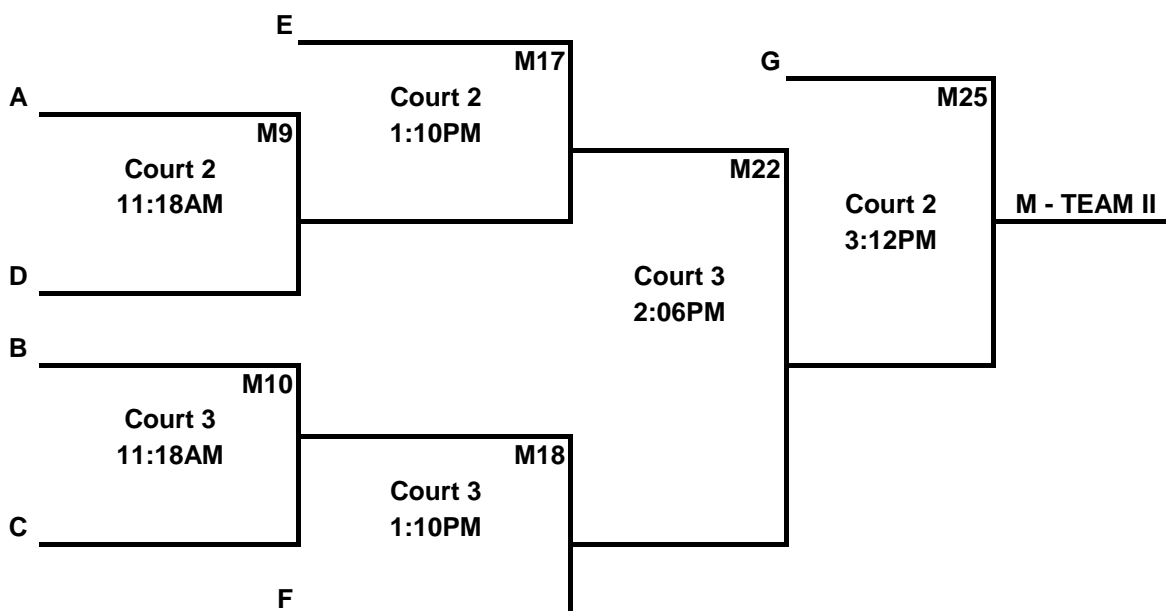 E
M17
G
A
Court 2
1:10PM
M25
M9
Court 2
11:18AM
M22
Court 2
3:12PM
M - TEAM II
D
Court 3
2:06PM
B
M10
Court 3
11:18AM
M18
Court 3
1:10PM
C
F